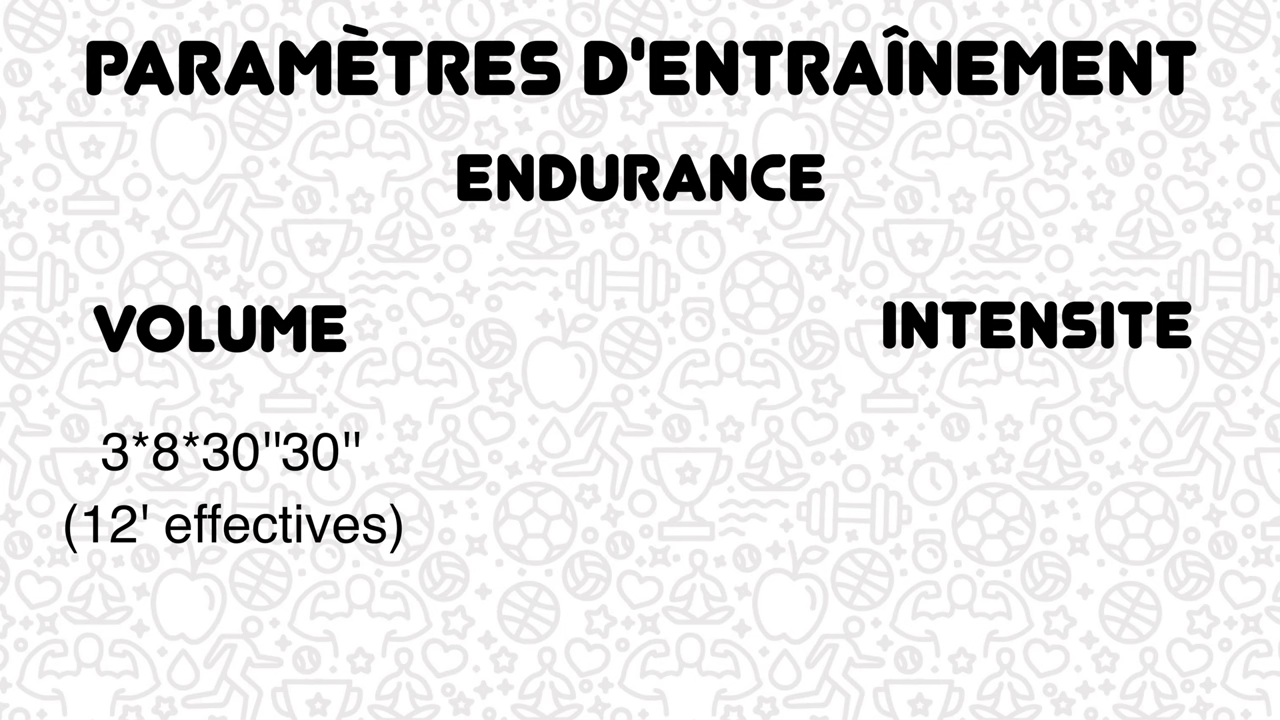 PARAMÈTRES D'ENTRAÎNEMENT
ENDURANCE
VOLUME
INTENSITE
3*8*30"30"
(12' effectives)